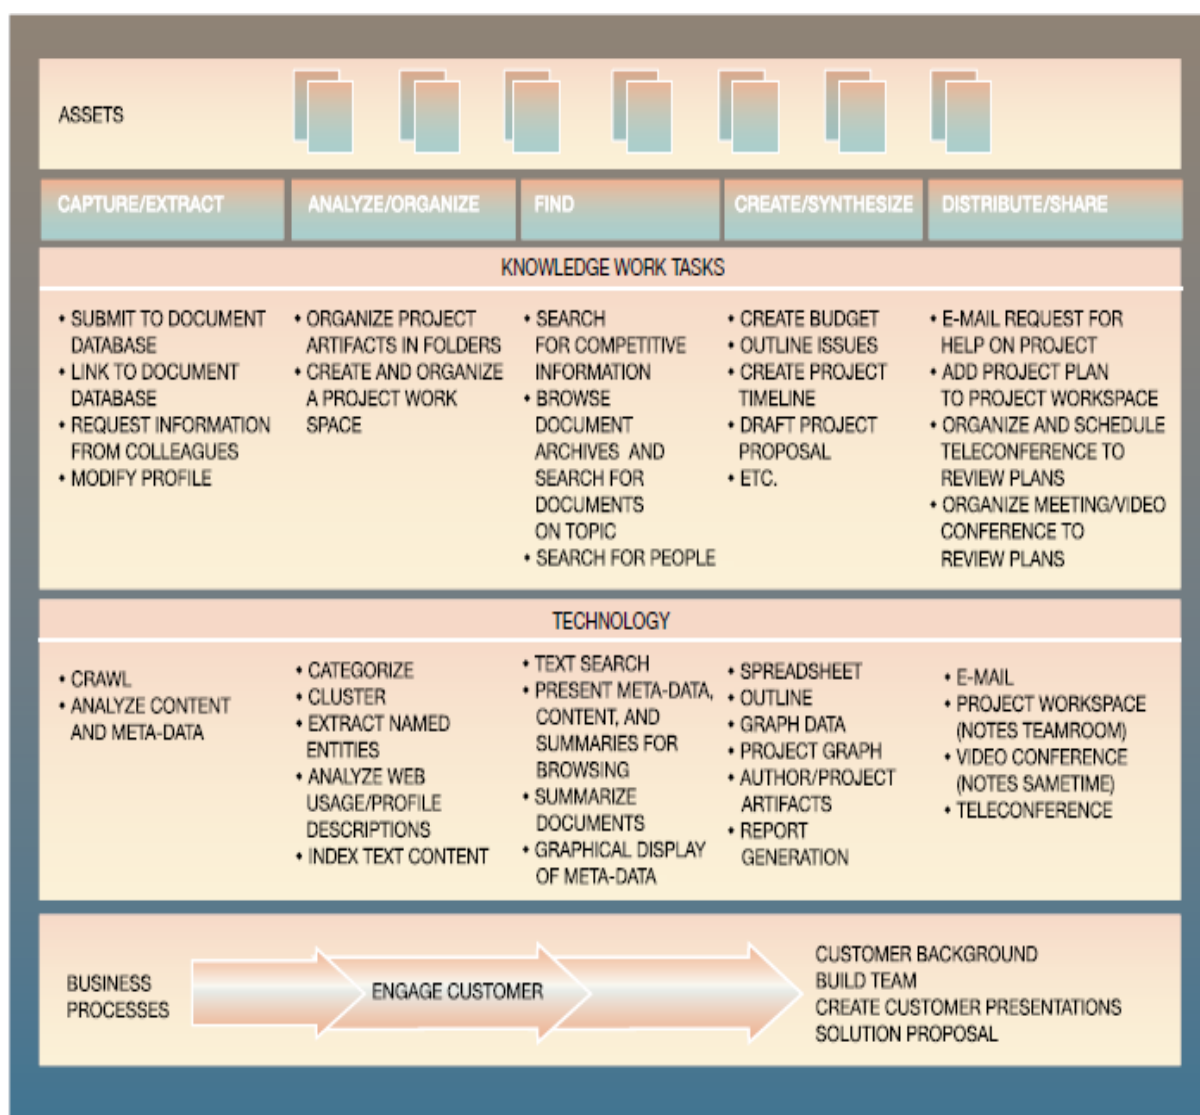 ASSETS
CAPTURE/EXTRACT
ANALYZE/ORGANIZE
FIND
CREATE/SYNTHESIZE
DISTRIBUTE/SHARE
KNOWLEDGE WORK TASKS
• SUBMIT TO DOCUMENT
DATABASE
• LINK TO DOCUMENT
DATABASE
• REQUEST INFORMATION
FROM COLLEAGUES
• MODIFY PROFILE
• ORGANIZE PROJECT
ARTIFACTS IN FOLDERS
• CREATE AND ORGANIZE
A PROJECT WORK
SPACE
• SEARCH
FOR COMPETITIVE
INFORMATION
• BROWSE
DOCUMENT
ARCHIVES AND
SEARCH FOR
DOCUMENTS
ON TOPIC
• SEARCH FOR PEOPLE
• CREATE BUDGET
• OUTLINE ISSUES
• CREATE PROJECT
TIMELINE
• DRAFT PROJECT
PROPOSAL
• ETC.
• E-MAIL REQUEST FOR
HELP ON PROJECT
• ADD PROJECT PLAN
TO PROJECT WORKSPACE
• ORGANIZE AND SCHEDULE
TELECONFERENCE TO
REVIEW PLANS
• ORGANIZE MEETING/VIDEO
CONFERENCE TO
REVIEW PLANS
TECHNOLOGY
• CRAWL
• ANALYZE CONTENT
AND META-DATA
• CATEGORIZE
• CLUSTER
• EXTRACT NAMED
ENTITIES
• ANALYZE WEB
USAGE/PROFILE
DESCRIPTIONS
• INDEX TEXT CONTENT
• TEXT SEARCH
• PRESENT META-DATA,
CONTENT, AND
SUMMARIES FOR
BROWSING
• SUMMARIZE
DOCUMENTS
• GRAPHICAL DISPLAY
OF META-DATA
• SPREADSHEET
• OUTLINE
• GRAPH DATA
• PROJECT GRAPH
• AUTHOR/PROJECT
ARTIFACTS
• REPORT
GENERATION
• E-MAIL
• PROJECT WORKSPACE
(NOTES TEAMROOM)
• VIDEO CONFERENCE
(NOTES SAMETIME)
• TELECONFERENCE
BUSINESS
PROCESSES
ENGAGE CUSTOMER
CUSTOMER BACKGROUND
BUILD TEAM
CREATE CUSTOMER PRESENTATIONS
SOLUTION PROPOSAL